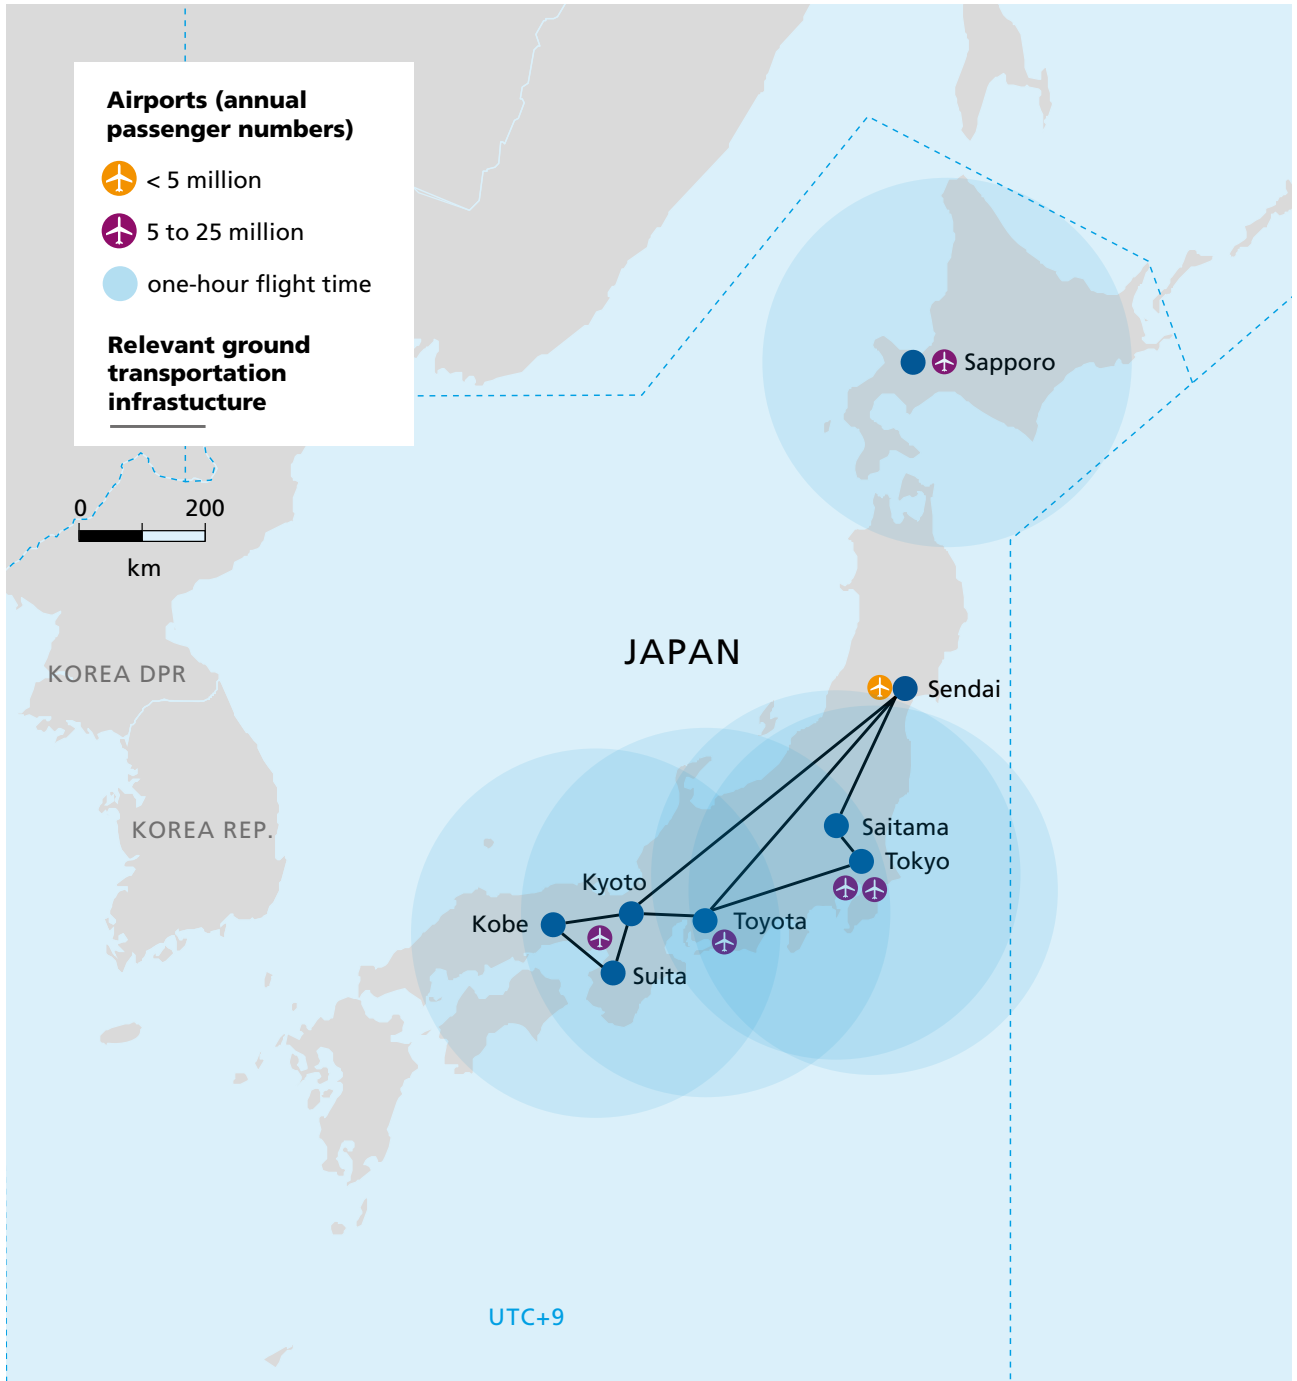 Airports (annual
passenger numbers)
< 5 million
5 to 25 million
one-hour flight time
Relevant ground
transportation
infrastucture
0 200
km
Sapporo
JAPAN
KOREA DPR
Sendai
KOREA REP.
Saitama
Tokyo
Kyoto
Kobe
Toyota
Suita
UTC+9